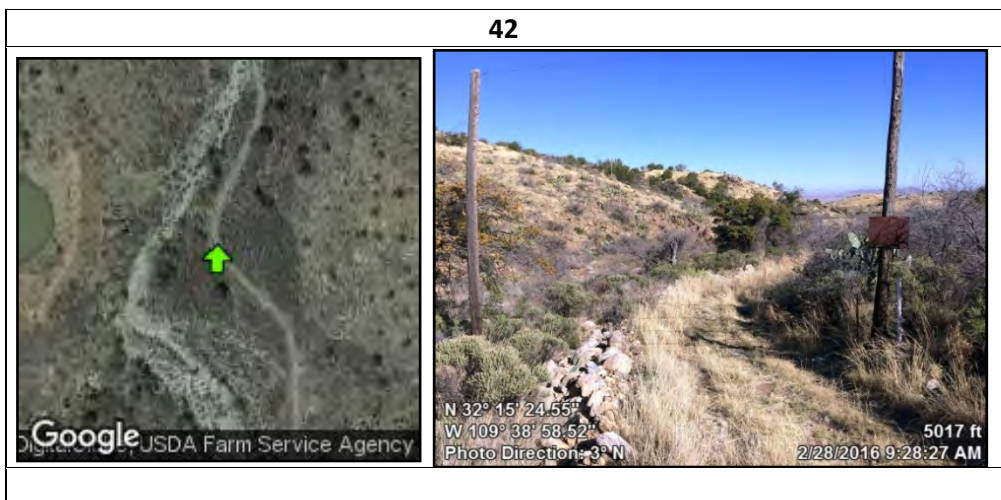 42
Google
USDA Farm Service Agency
N 32° 15' 24.55"
W 109° 38' 58.52"
Photo Direction: 3° N
5017 ft
2/28/2016 9:28:27 AM